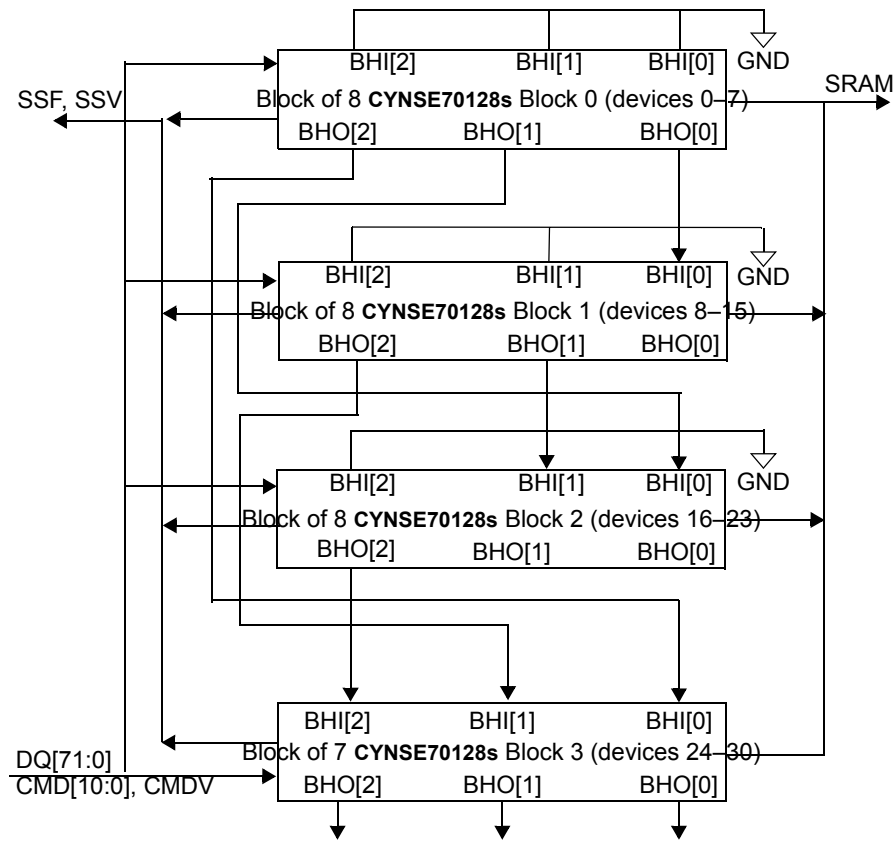 BHI[2] BHI[1] BHI[0] GND
SSF, SSV
SRAM
Block of 8 CYNSE70128s Block 0 (devices 0–7)
BHO[2] BHO[1] BHO[0]
BHI[2] BHI[1] BHI[0] GND
Block of 8 CYNSE70128s Block 1 (devices 8–15)
BHO[2] BHO[1] BHO[0]
BHI[2] BHI[1] BHI[0] GND
Block of 8 CYNSE70128s Block 2 (devices 16–23)
BHO[2] BHO[1] BHO[0]
BHI[2] BHI[1] BHI[0]
Block of 7 CYNSE70128s Block 3 (devices 24–30)
DQ[71:0]
CMD[10:0], CMDV
BHO[2] BHO[1] BHO[0]